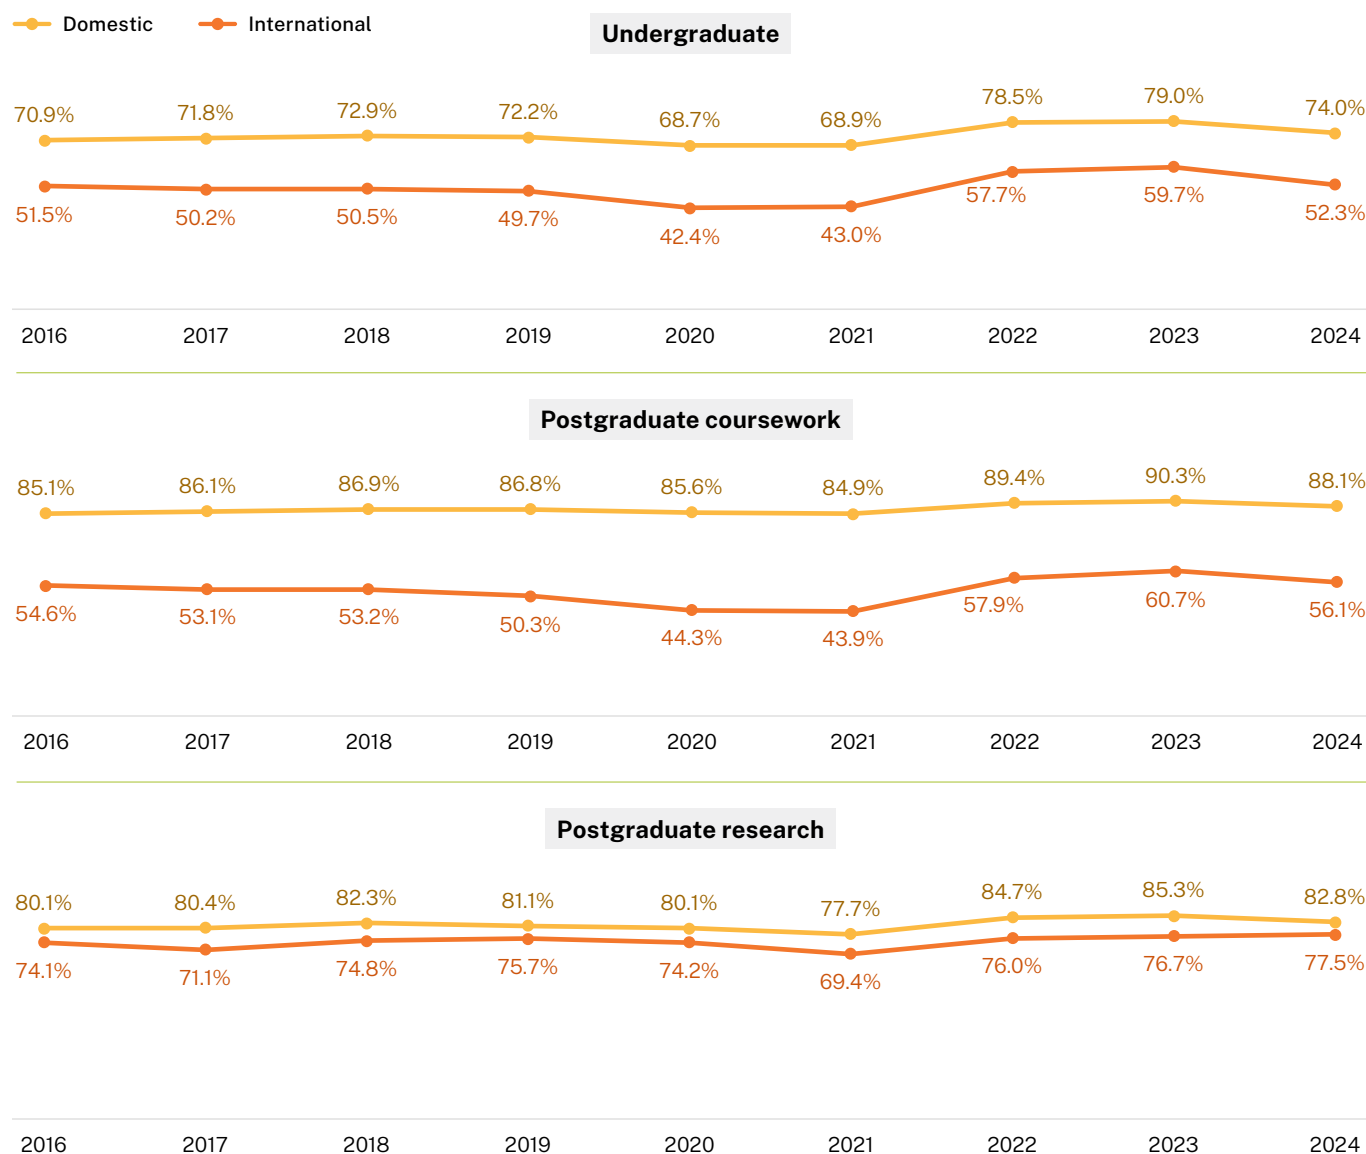 Domestic International
Undergraduate
70.9% 71.8% 72.9% 72.2% 68.7% 68.9% 78.5% 79.0% 74.0%
51.5% 50.2% 50.5% 49.7% 42.4% 43.0% 57.7% 59.7% 52.3%
2016 2017 2018 2019 2020 2021 2022 2023 2024
Postgraduate coursework
85.1% 86.1% 86.9% 86.8% 85.6% 84.9% 89.4% 90.3% 88.1%
54.6% 53.1% 53.2% 50.3% 44.3% 43.9% 57.9% 60.7% 56.1%
2016 2017 2018 2019 2020 2021 2022 2023 2024
Postgraduate research
80.1% 80.4% 82.3% 81.1% 80.1% 77.7% 84.7% 85.3% 82.8%
74.1% 71.1% 74.8% 75.7% 74.2% 69.4% 76.0% 76.7% 77.5%
2016 2017 2018 2019 2020 2021 2022 2023 2024